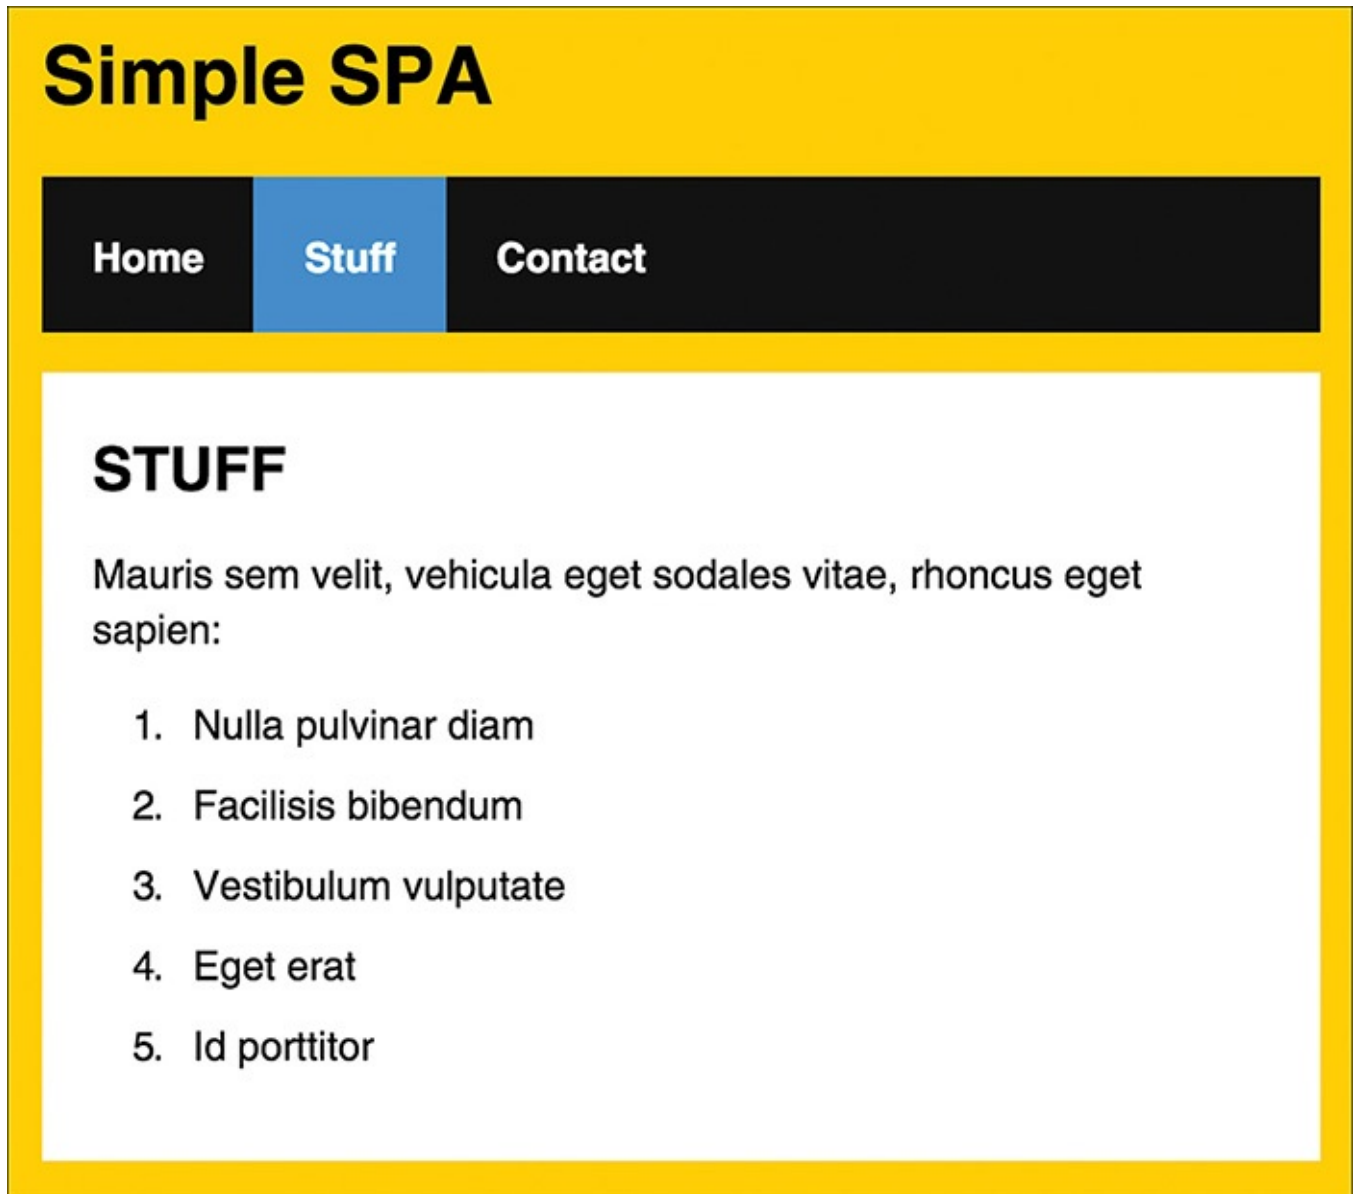 Simple SPA
Home Stuff Contact
STUFF
Mauris sem velit, vehicula eget sodales vitae, rhoncus eget
sapien:
1. Nulla pulvinar diam
2. Facilisis bibendum
3. Vestibulum vulputate
4. Eget erat
5. Id porttitor